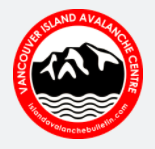 VANCOUVER ISLAND AVALANCHE CENTRE
islandavalanchebulletin.com